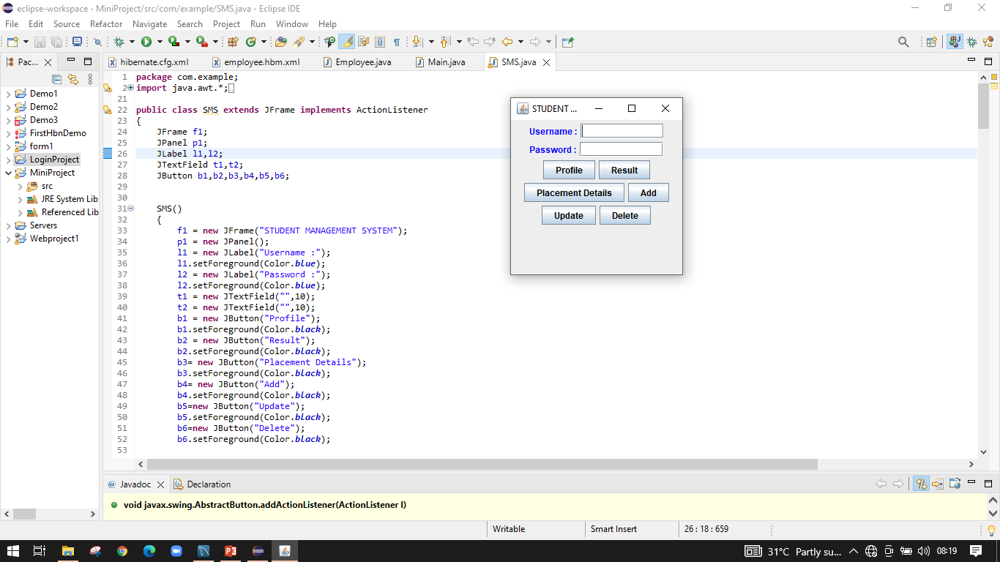 eclipse-workspace - MiniProject/src/com/example/SMS.java - Eclipse IDE
File Edit Source Refactor Navigate Search Project Run Window Help
Pac...
hibernate.cfg.xml employee.hbm.xml Employee.java Main.java SMS.java
Demo1
Demo2
Demo3
FirstHbnDemo
form1
LoginProject
MiniProject
src
JRE System Lib
Referenced Lib
Servers
Webproject1
1 package com.example;
2 import java.awt.*;
21
22 public class SMS extends JFrame implements ActionListener
23 {
24 JFrame f1;
25 JPanel p1;
26 JLabel l1,l2;
27 JTextField t1,t2;
28 JButton b1,b2,b3,b4,b5,b6;
29
30
31 SMS()
32 {
33 f1 = new JFrame("STUDENT MANAGEMENT SYSTEM");
34 p1 = new JPanel();
35 l1 = new JLabel("Username :");
36 l1.setForeground(Color.blue);
37 l2 = new JLabel("Password :");
38 l2.setForeground(Color.blue);
39 t1 = new JTextField("",10);
40 t2 = new JTextField("",10);
41 b1 = new JButton("Profile");
42 b1.setForeground(Color.black);
43 b2 = new JButton("Result");
44 b2.setForeground(Color.black);
45 b3= new JButton("Placement Details");
46 b3.setForeground(Color.black);
47 b4= new JButton("Add");
48 b4.setForeground(Color.black);
49 b5=new JButton("Update");
50 b5.setForeground(Color.black);
51 b6=new JButton("Delete");
52 b6.setForeground(Color.black);
53
STUDENT ...
Username :
Password :
Profile Result
Placement Details Add
Update Delete
@ Javadoc Declaration
void javax.swing.AbstractButton.addActionListener(ActionListener l)
Writable Smart Insert 26 : 18 : 659
31°C Partly su... 08:19